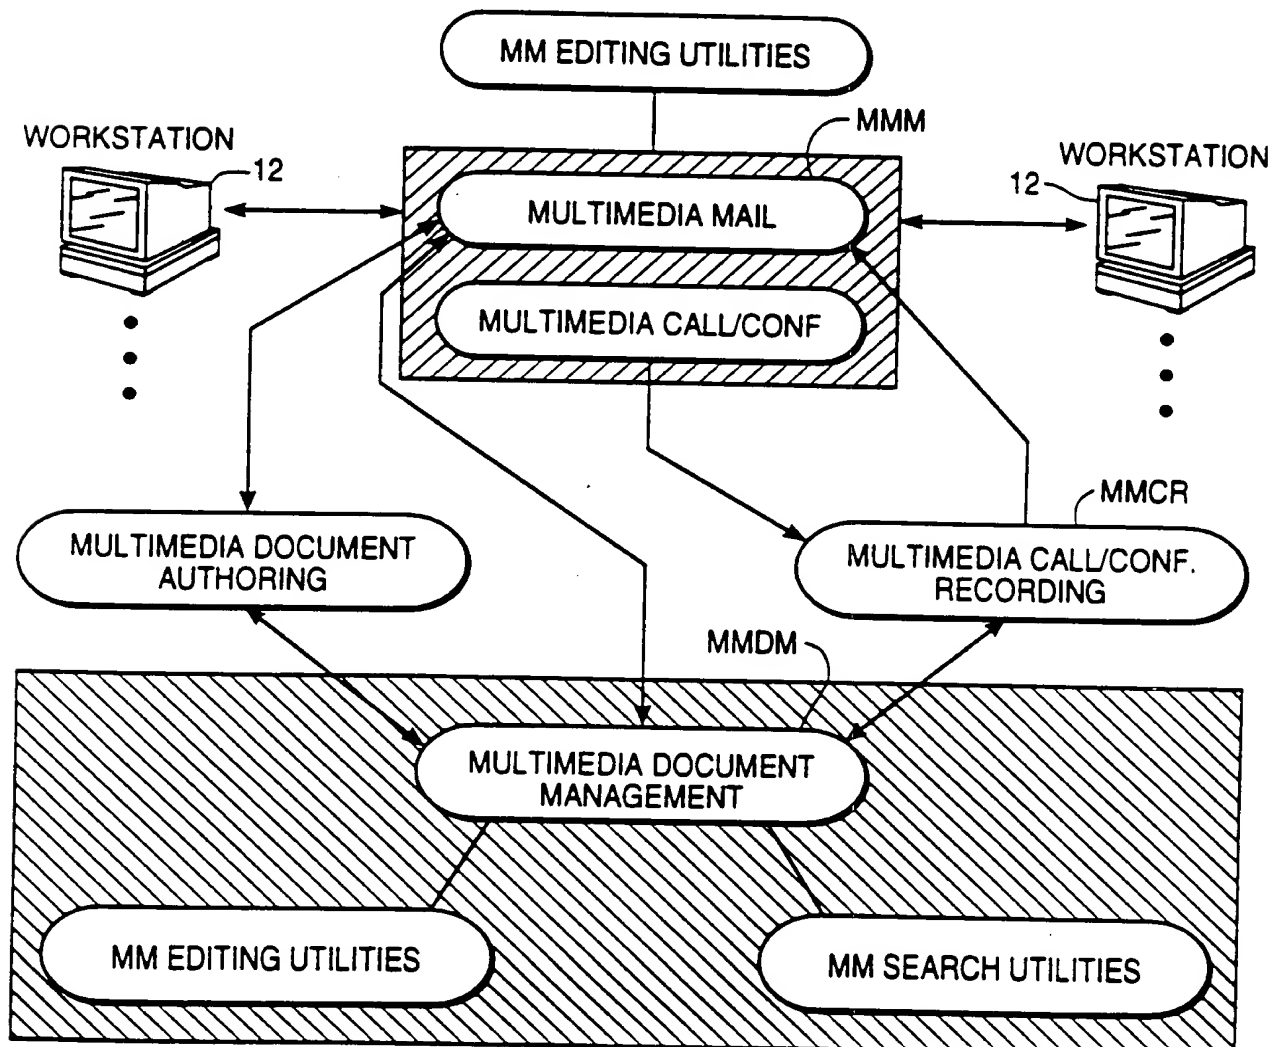 MM EDITING UTILITIES
MMM
WORKSTATION
12
WORKSTATION
12
MULTIMEDIA MAIL
MULTIMEDIA CALL/CONF
MMCR
MULTIMEDIA DOCUMENT
AUTHORING
MULTIMEDIA CALL/CONF.
RECORDING
MMDM
MULTIMEDIA DOCUMENT
MANAGEMENT
MM EDITING UTILITIES
MM SEARCH UTILITIES